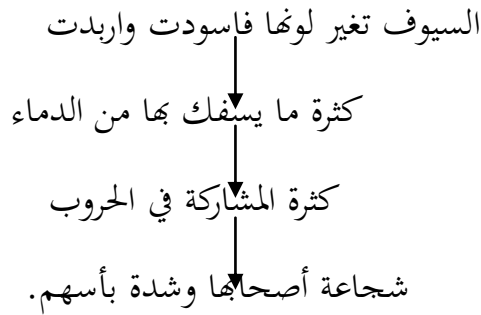 السيوف تغير لونها فاسودت واربدت
كثرة ما يسفك بها من الدماء
كثرة المشاركة في الحروب
شجاعة أصحابها وشدة بأسهم.